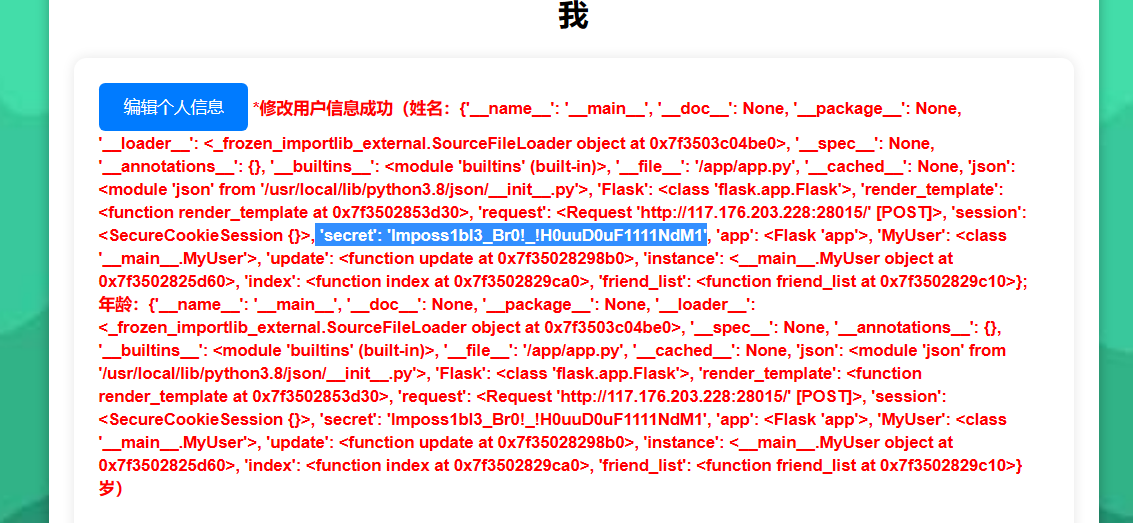 我
编辑个人信息 *修改用户信息成功（姓名：{'__name__': '__main__', '__doc__': None, '__package__': None,
'__loader__': <_frozen_importlib_external.SourceFileLoader object at 0x7f3503c04be0>, '__spec__': None,
'__annotations__': {}, '__builtins__': <module 'builtins' (built-in)>, '__file__': '/app/app.py', '__cached__': None, 'json':
<module 'json' from '/usr/local/lib/python3.8/json/__init__.py'>, 'Flask': <class 'flask.app.Flask'>, 'render_template':
<function render_template at 0x7f3502853d30>, 'request': <Request 'http://117.176.203.228:28015/' [POST]>, 'session':
<SecureCookieSession {}>, 'secret': 'Imposs1bl3_Br0!_!H0uuD0uF1111NdM1', 'app': <Flask 'app'>, 'MyUser': <class
'__main__.MyUser'>, 'update': <function update at 0x7f35028298b0>, 'instance': <__main__.MyUser object at
0x7f3502825d60>, 'index': <function index at 0x7f3502829ca0>, 'friend_list': <function friend_list at 0x7f3502829c10>};
年龄：{'__name__': '__main__', '__doc__': None, '__package__': None, '__loader__':
<_frozen_importlib_external.SourceFileLoader object at 0x7f3503c04be0>, '__spec__': None, '__annotations__': {},
'__builtins__': <module 'builtins' (built-in)>, '__file__': '/app/app.py', '__cached__': None, 'json': <module 'json' from
'/usr/local/lib/python3.8/json/__init__.py'>, 'Flask': <class 'flask.app.Flask'>, 'render_template': <function
render_template at 0x7f3502853d30>, 'request': <Request 'http://117.176.203.228:28015/' [POST]>, 'session':
<SecureCookieSession {}>, 'secret': 'Imposs1bl3_Br0!_!H0uuD0uF1111NdM1', 'app': <Flask 'app'>, 'MyUser': <class
'__main__.MyUser'>, 'update': <function update at 0x7f35028298b0>, 'instance': <__main__.MyUser object at
0x7f3502825d60>, 'index': <function index at 0x7f3502829ca0>, 'friend_list': <function friend_list at 0x7f3502829c10>}
岁）